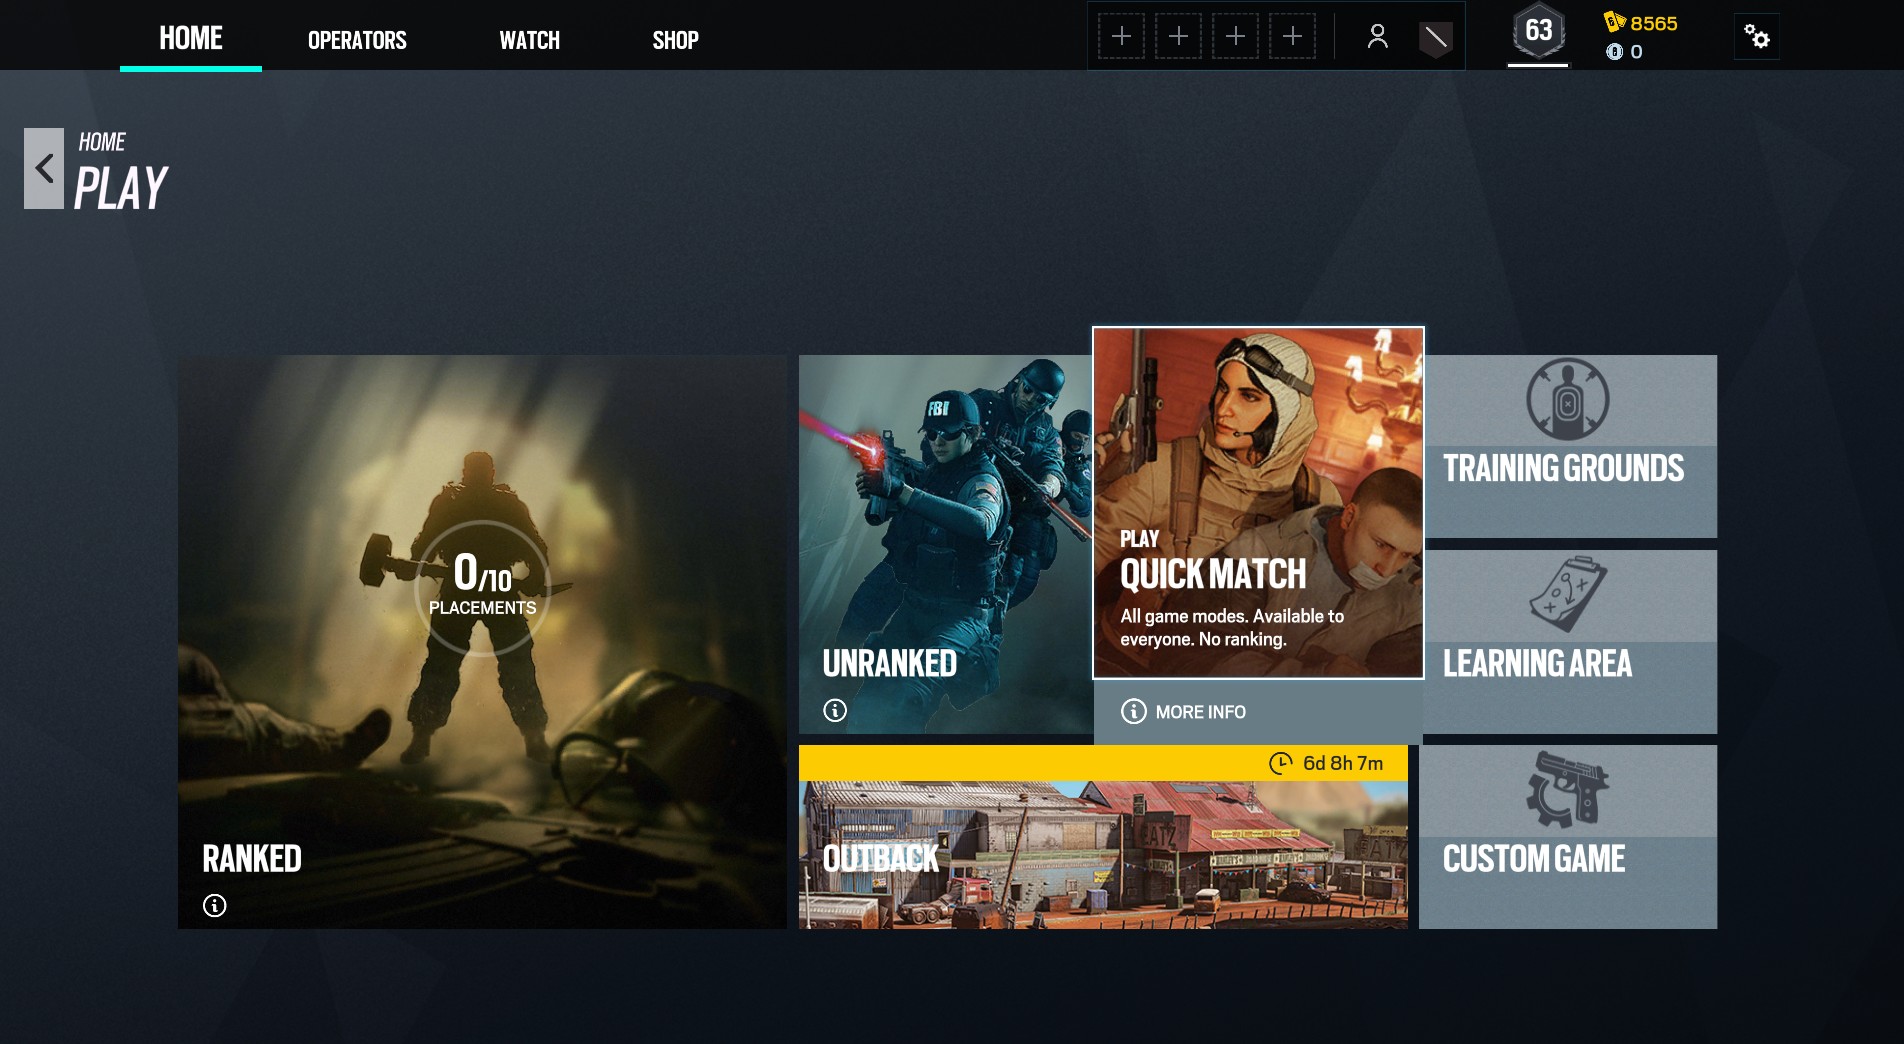 HOME
OPERATORS
WATCH
SHOP
63
8565
0
HOME
PLAY
0/10
PLACEMENTS
RANKED
FBI
UNRANKED
PLAY
QUICK MATCH
All game modes. Available to
everyone. No ranking.
MORE INFO
6d 8h 7m
OUTBACK
TRAINING GROUNDS
LEARNING AREA
CUSTOM GAME